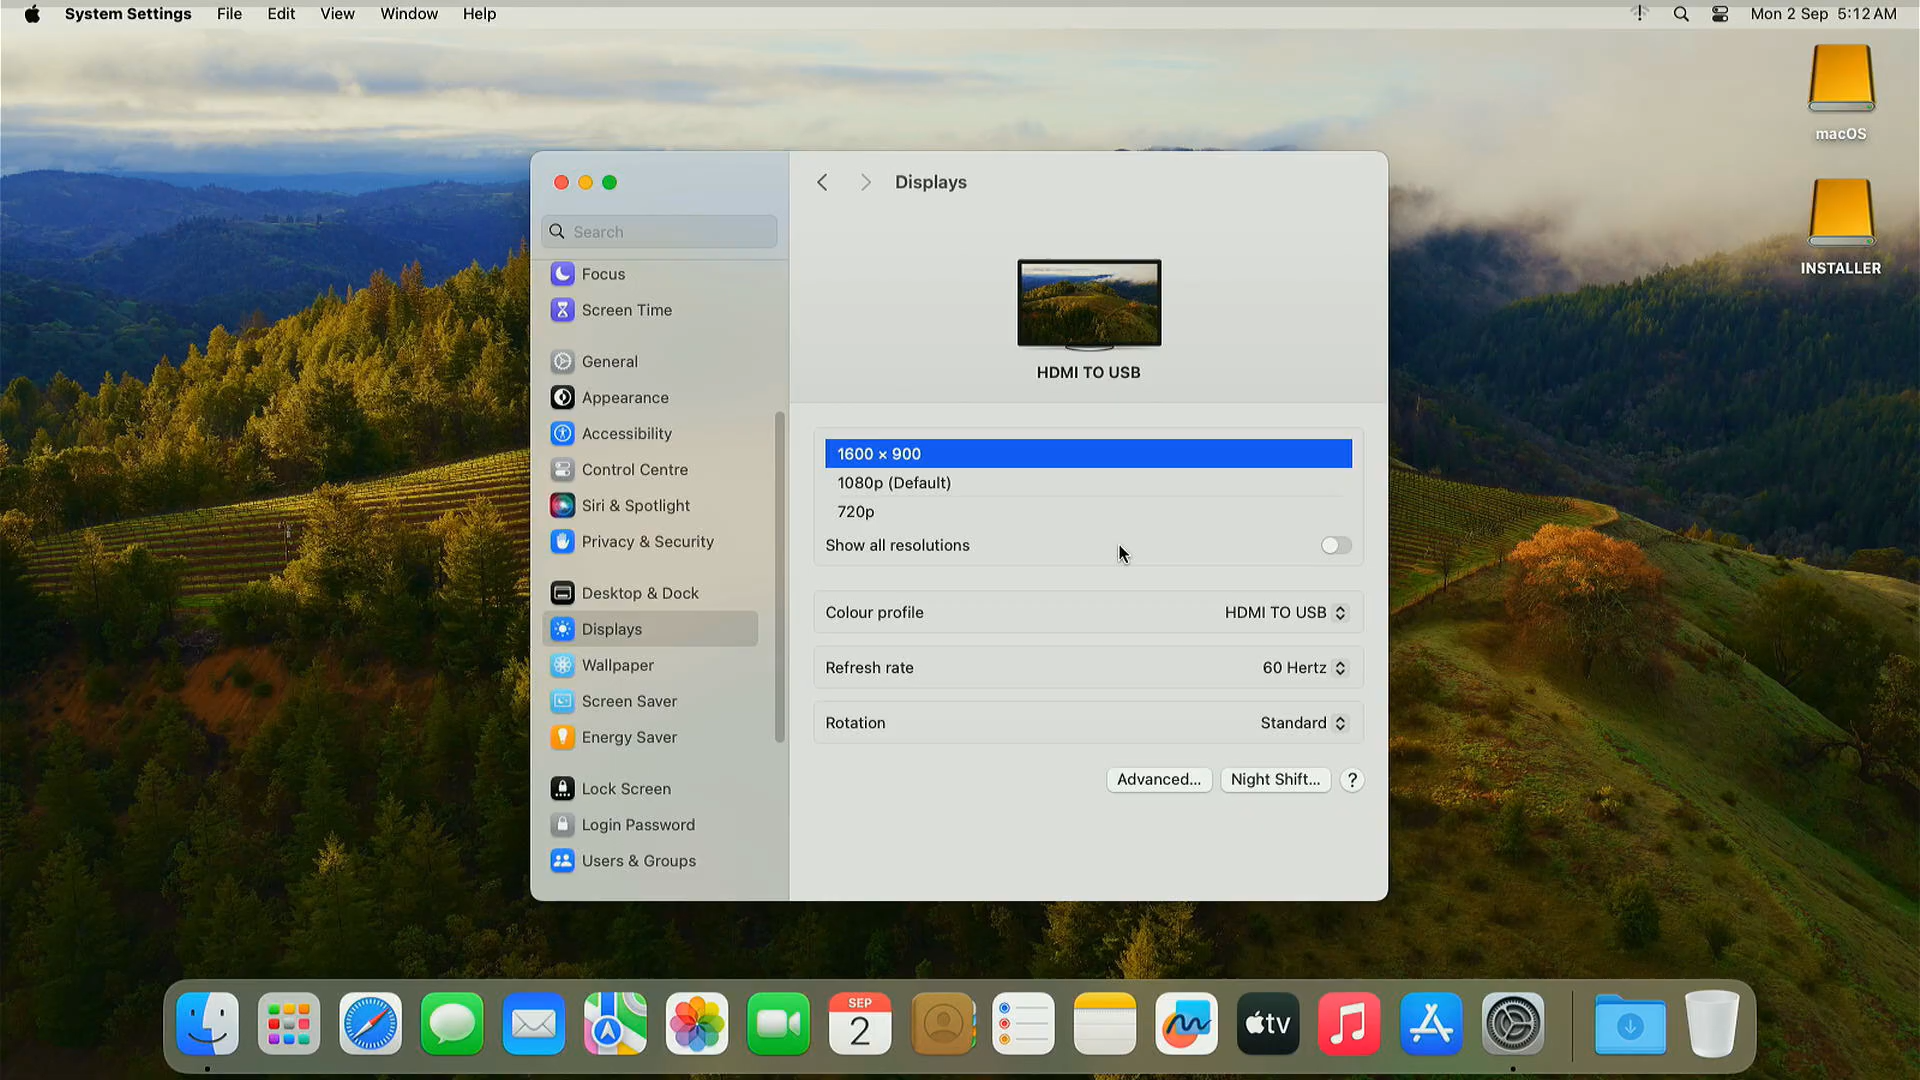 System Settings File Edit View Window Help Mon 2 Sep 5:12 AM
macOS
INSTALLER
Displays
Search
Focus
Screen Time
General
Appearance
Accessibility
Control Centre
Siri & Spotlight
Privacy & Security
Desktop & Dock
Displays
Wallpaper
Screen Saver
Energy Saver
Lock Screen
Login Password
Users & Groups
HDMI TO USB
1600 × 900
1080p (Default)
720p
Show all resolutions
Colour profile HDMI TO USB
Refresh rate 60 Hertz
Rotation Standard
Advanced... Night Shift... ?
SEP
2
tv